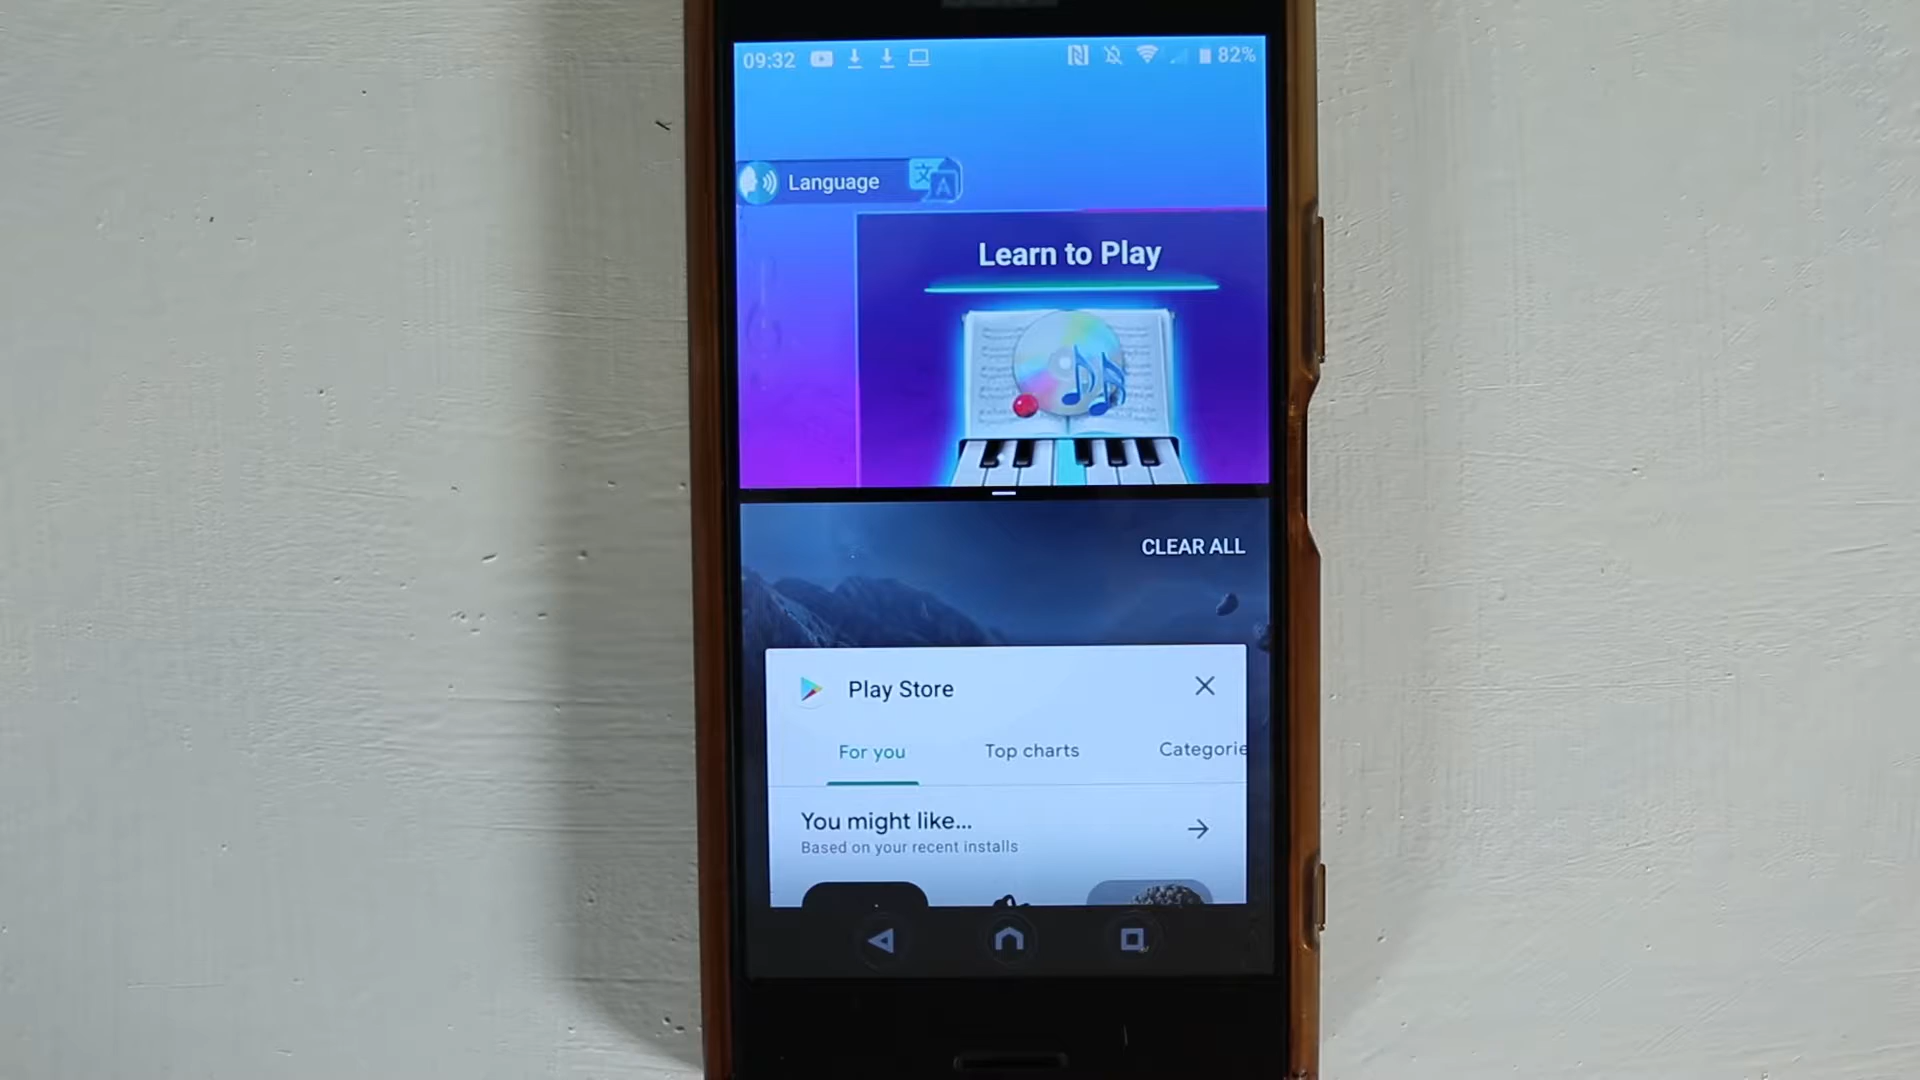 09:32
82%
Language
文
A
Learn to Play
CLEAR ALL
Play Store
For you
Top charts
Categorie
You might like...
Based on your recent installs